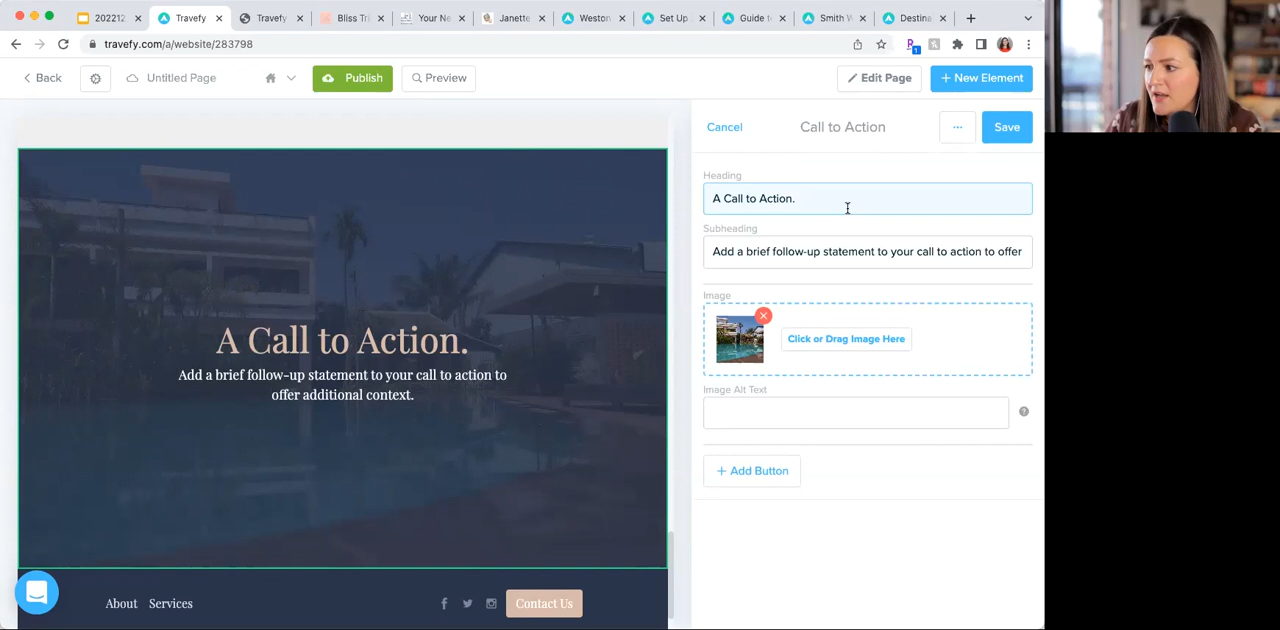 202212
Travefy
Travefy
Bliss Tri
Your Ne
Janette
Weston
Set Up
Guide t
Smith W
Destina
travefy.com/a/website/283798
1
Back
Untitled Page
Publish
Preview
Edit Page
+ New Element
Cancel
Call to Action
...
Save
Heading
A Call to Action.
Subheading
Add a brief follow-up statement to your call to action to offer
Image
Click or Drag Image Here
Image Alt Text
?
+ Add Button
A Call to Action.
Add a brief follow-up statement to your call to action to
offer additional context.
About Services
Contact Us